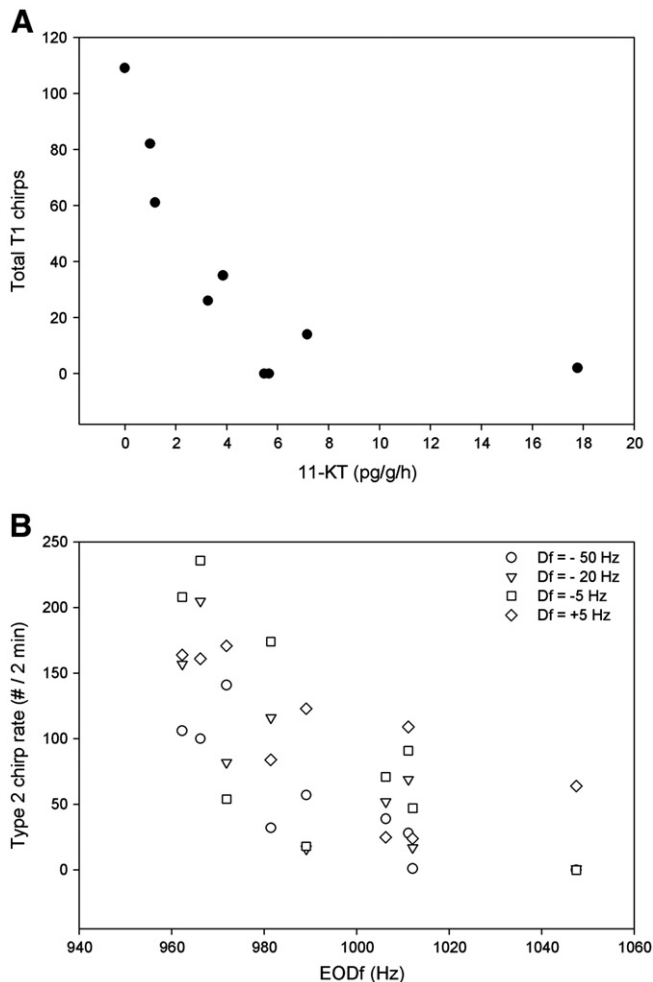 A
Total T1 chirps
120
100
80
60
40
20
0
0 2 4 6 8 10 12 14 16 18 20
11-KT (pg/g/h)
B
Type 2 chirp rate (# / 2 min)
250
200
150
100
50
0
Df = - 50 Hz
Df = - 20 Hz
Df = -5 Hz
Df = +5 Hz
940 960 980 1000 1020 1040 1060
EODf (Hz)